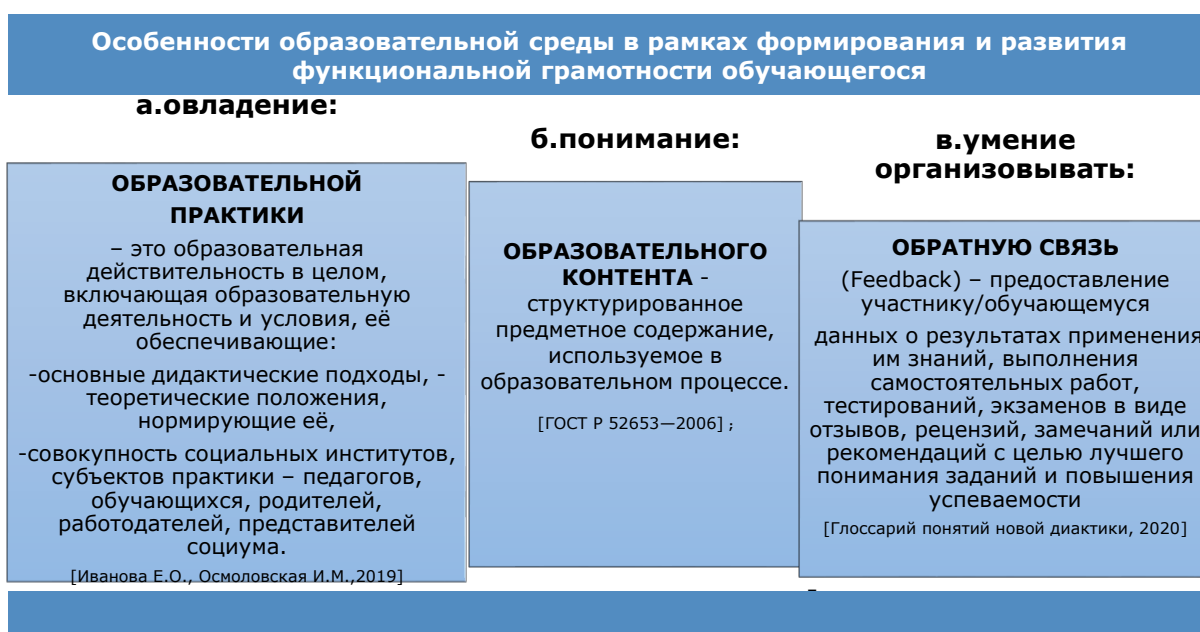 Особенности образовательной среды в рамках формирования и развития
функциональной грамотности обучающегося
а.овладение:
ОБРАЗОВАТЕЛЬНОЙ
ПРАКТИКИ
– это образовательная
действительность в целом,
включающая образовательную
деятельность и условия, её
обеспечивающие:
-основные дидактические подходы, -
теоретические положения,
нормирующие её,
-совокупность социальных институтов,
субъектов практики – педагогов,
обучающихся, родителей,
работодателей, представителей
социума.
[Иванова Е.О., Осмоловская И.М.,2019]
б.понимание:
ОБРАЗОВАТЕЛЬНОГО
КОНТЕНТА -
структурированное
предметное содержание,
используемое в
образовательном процессе.
[ГОСТ Р 52653—2006] ;
в.умение
организовывать:
ОБРАТНУЮ СВЯЗЬ
(Feedback) – предоставление
участнику/обучающемуся
данных о результатах применения
им знаний, выполнения
самостоятельных работ,
тестирований, экзаменов в виде
отзывов, рецензий, замечаний или
рекомендаций с целью лучшего
понимания заданий и повышения
успеваемости
[Глоссарий понятий новой диактики, 2020]